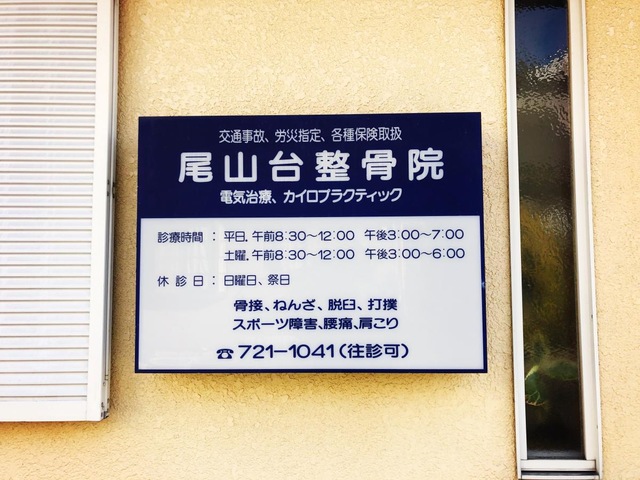 交通事故、労災指定、各種保険取扱
尾山台整骨院
電気治療、カイロプラクティック
診療時間： 平日．午前8:30〜12:00 午後3:00〜7:00
土曜．午前8:30〜12:00 午後3:00〜6:00
休診日： 日曜日、祭日
骨接、ねんざ、脱臼、打撲
スポーツ障害、腰痛、肩こり
☎721-1041（往診可）